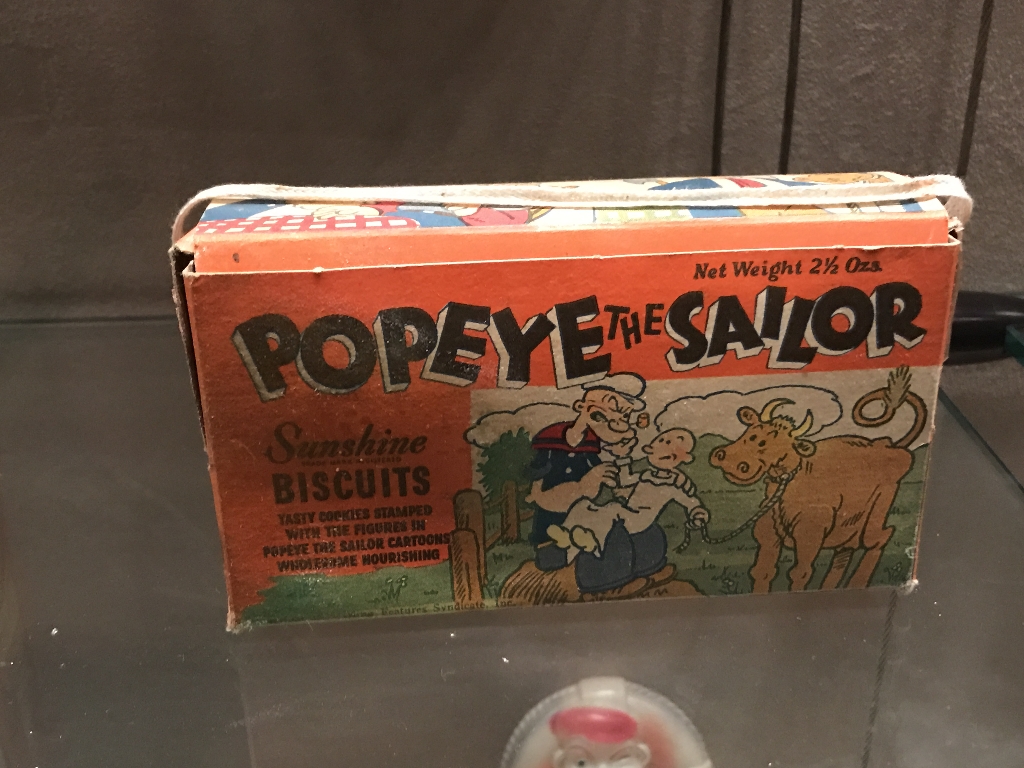 Net Weight 2½ Ozs.
POPEYE THE SAILOR
Sunshine
BISCUITS
TASTY COOKIES STAMPED
WITH THE FIGURES IN
POPEYE THE SAILOR CARTOONS
WHOLESOME NOURISHING
Features Syndicate, Inc.